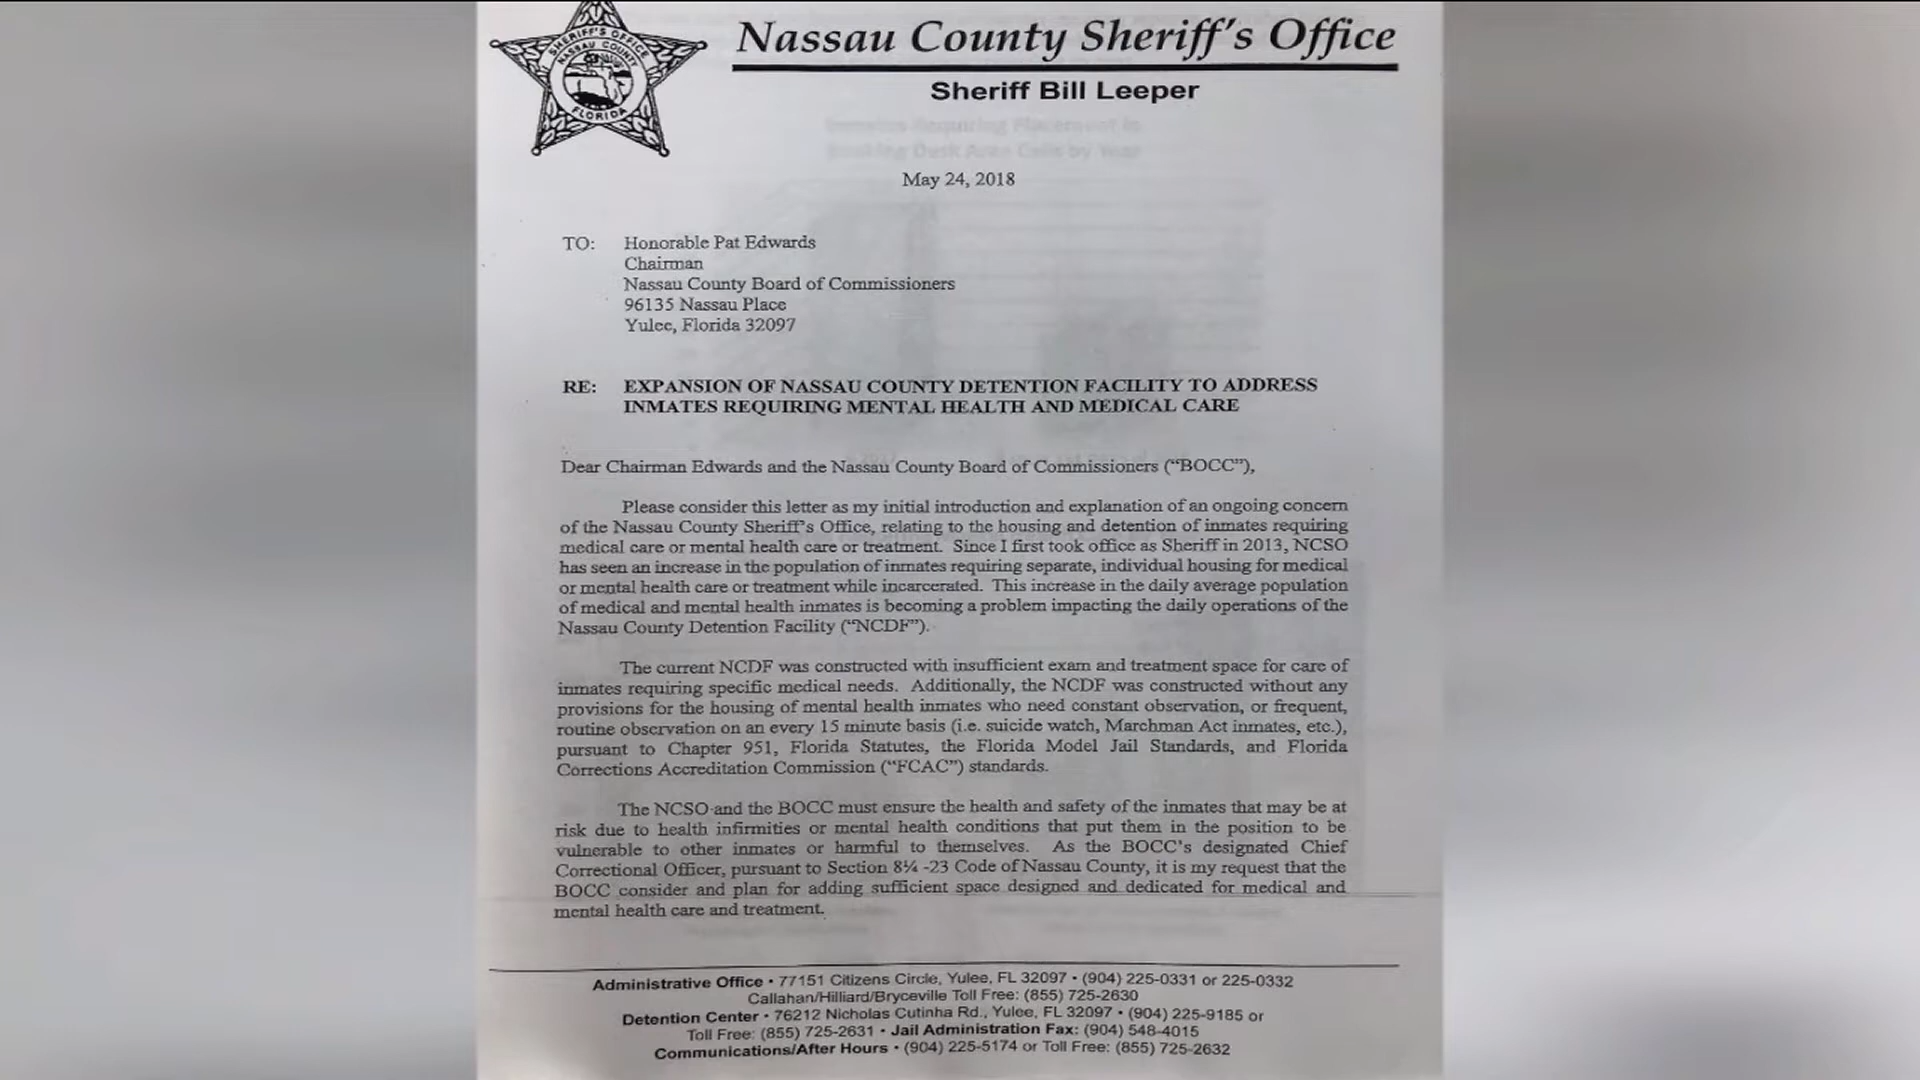 SHERIFF'S OFFICE
NASSAU COUNTY
FLORIDA
Nassau County Sheriff's Office
Sheriff Bill Leeper
May 24, 2018
TO: Honorable Pat Edwards
Chairman
Nassau County Board of Commissioners
96135 Nassau Place
Yulee, Florida 32097
RE: EXPANSION OF NASSAU COUNTY DETENTION FACILITY TO ADDRESS
INMATES REQUIRING MENTAL HEALTH AND MEDICAL CARE
Dear Chairman Edwards and the Nassau County Board of Commissioners (“BOCC”),
Please consider this letter as my initial introduction and explanation of an ongoing concern
of the Nassau County Sheriff's Office, relating to the housing and detention of inmates requiring
medical care or mental health care or treatment. Since I first took office as Sheriff in 2013, NCSO
has seen an increase in the population of inmates requiring separate, individual housing for medical
or mental health care or treatment while incarcerated. This increase in the daily average population
of medical and mental health inmates is becoming a problem impacting the daily operations of the
Nassau County Detention Facility (“NCDF”).
The current NCDF was constructed with insufficient exam and treatment space for care of
inmates requiring specific medical needs. Additionally, the NCDF was constructed without any
provisions for the housing of mental health inmates who need constant observation, or frequent,
routine observation on an every 15 minute basis (i.e. suicide watch, Marchman Act inmates, etc.),
pursuant to Chapter 951, Florida Statutes, the Florida Model Jail Standards, and Florida
Corrections Accreditation Commission (“FCAC”) standards.
The NCSO and the BOCC must ensure the health and safety of the inmates that may be at
risk due to health infirmities or mental health conditions that put them in the position to be
vulnerable to other inmates or harmful to themselves. As the BOCC's designated Chief
Correctional Officer, pursuant to Section 8¼ -23 Code of Nassau County, it is my request that the
BOCC consider and plan for adding sufficient space designed and dedicated for medical and
mental health care and treatment.
Administrative Office • 77151 Citizens Circle, Yulee, FL 32097 • (904) 225-0331 or 225-0332
Callahan/Hilliard/Bryceville Toll Free: (855) 725-2630
Detention Center • 76212 Nicholas Cutinha Rd., Yulee, FL 32097 • (904) 225-9185 or
Toll Free: (855) 725-2631 • Jail Administration Fax: (904) 548-4015
Communications/After Hours • (904) 225-5174 or Toll Free: (855) 725-2632